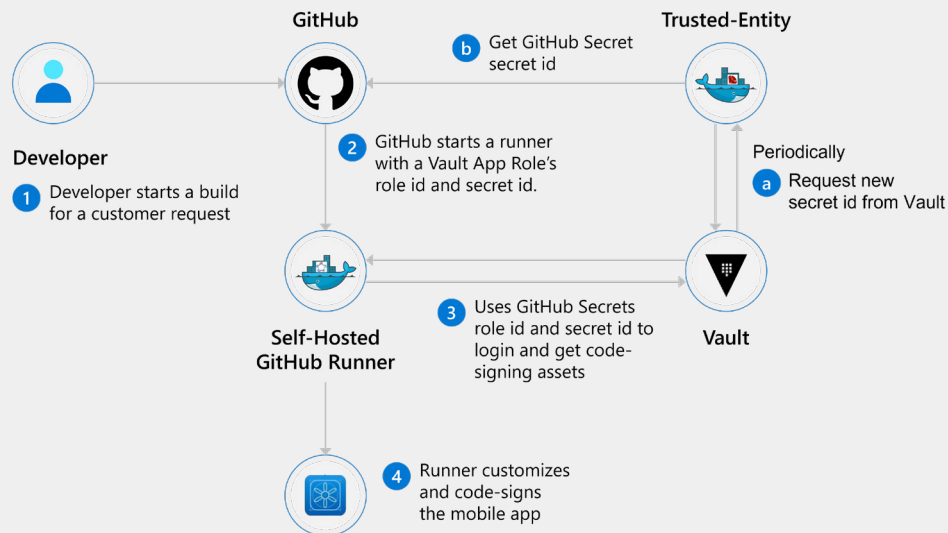 GitHub
Trusted-Entity
b
Get GitHub Secret
secret id
Developer
1
Developer starts a build
for a customer request
2
GitHub starts a runner
with a Vault App Role's
role id and secret id.
Periodically
a
Request new
secret id from Vault
Self-Hosted
GitHub Runner
3
Uses GitHub Secrets
role id and secret id to
login and get code-
signing assets
Vault
4
Runner customizes
and code-signs
the mobile app